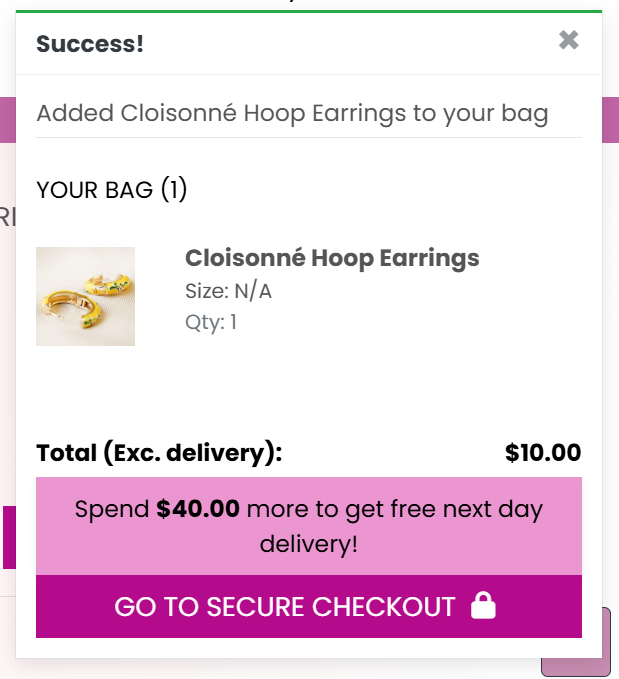 Success!
Added Cloisonné Hoop Earrings to your bag
YOUR BAG (1)
Cloisonné Hoop Earrings
Size: N/A
Qty: 1
Total (Exc. delivery): $10.00
Spend $40.00 more to get free next day
delivery!
GO TO SECURE CHECKOUT